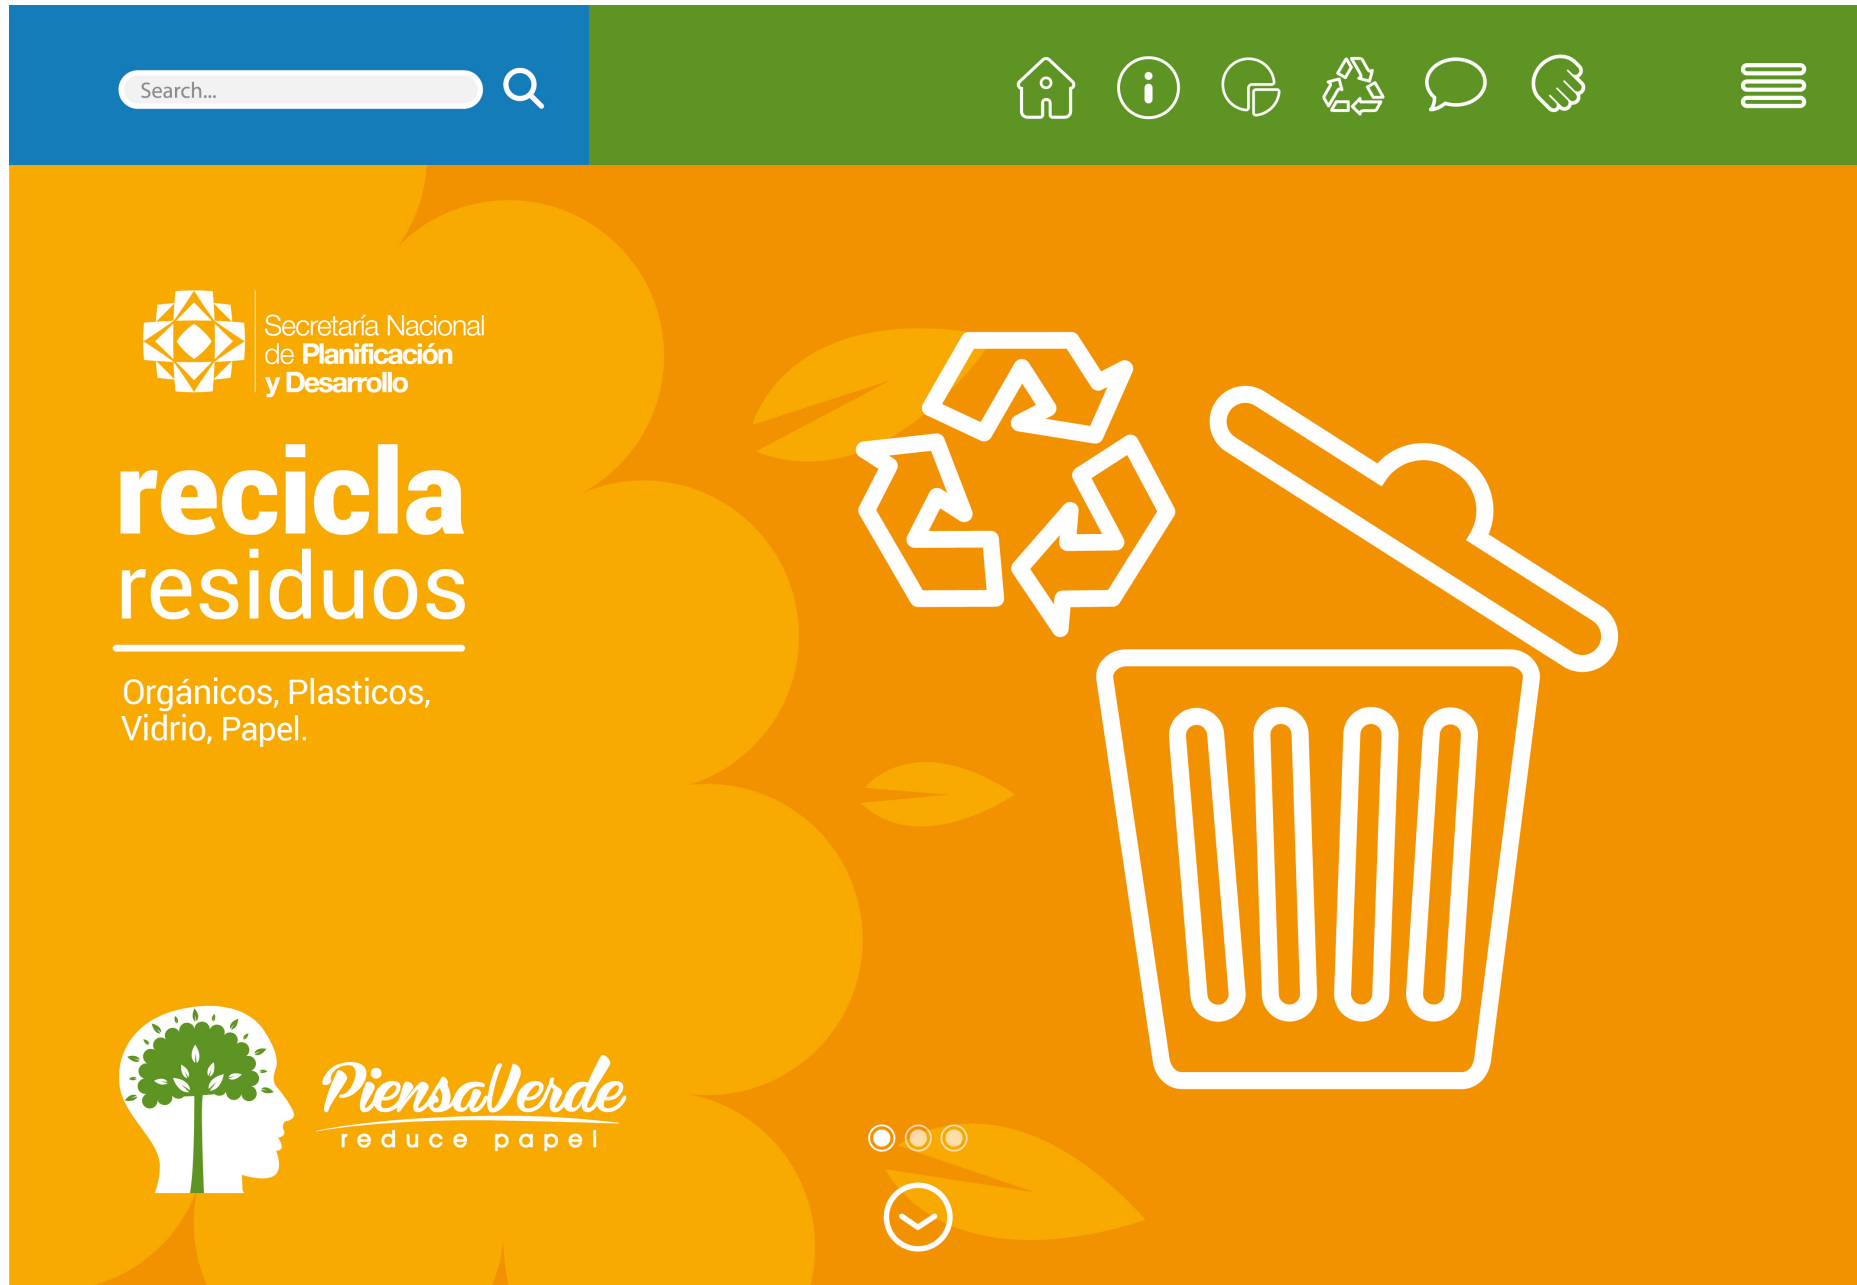 Search...
Secretaría Nacional
de Planificación
y Desarrollo
recicla
residuos
Orgánicos, Plasticos,
Vidrio, Papel.
PiensaVerde
reduce papel